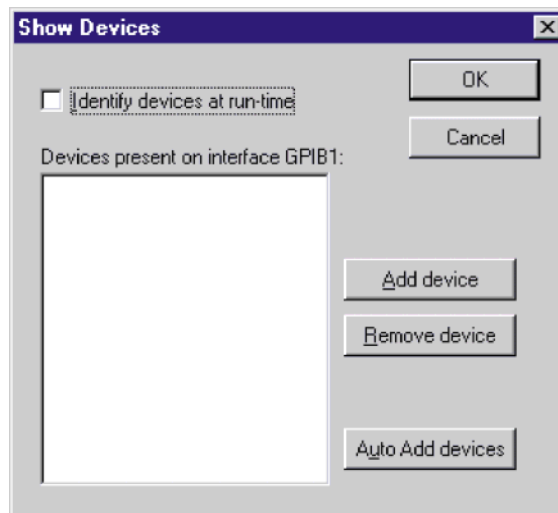 Show Devices
Identify devices at run-time
OK
Cancel
Devices present on interface GPIB1:
Add device
Remove device
Auto Add devices